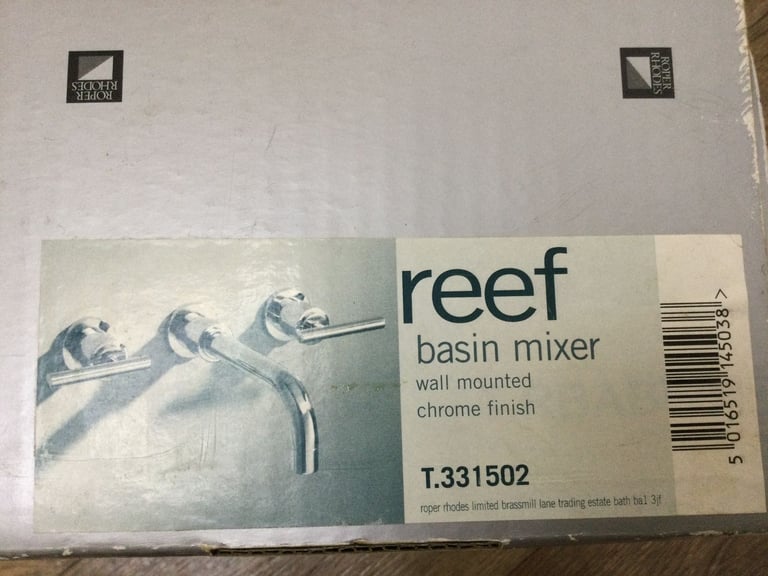 ROPER
RHODES
ROPER
RHODES
reef
basin mixer
wall mounted
chrome finish
T.331502
roper rhodes limited brassmill lane trading estate bath ba1 3jf
5 016519 145038 >